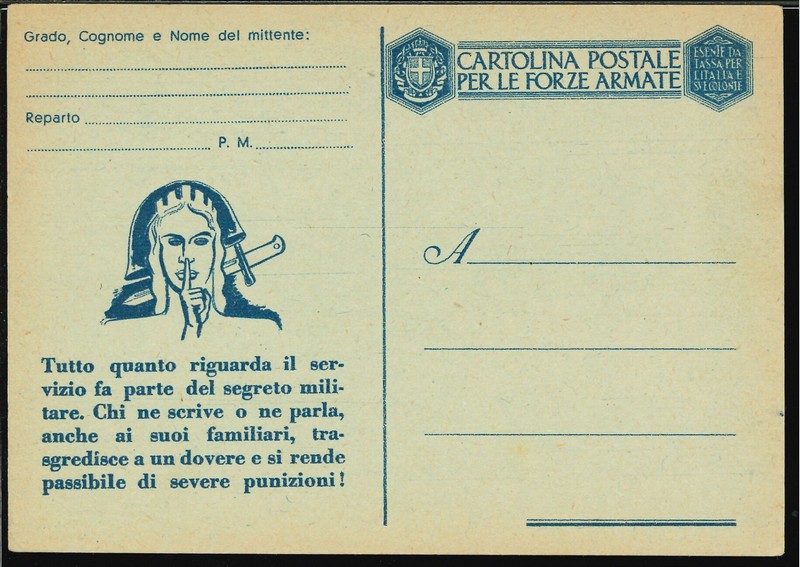 Grado, Cognome e Nome del mittente:
Reparto
P. M.
Tutto quanto riguarda il ser-
vizio fa parte del segreto mili-
tare. Chi ne scrive o ne parla,
anche ai suoi familiari, tra-
sgredisce a un dovere e si rende
passibile di severe punizioni!
CARTOLINA POSTALE
PER LE FORZE ARMATE
ESENTE DA
TASSA PER
L'ITALIA E
SVE COLONIE
A